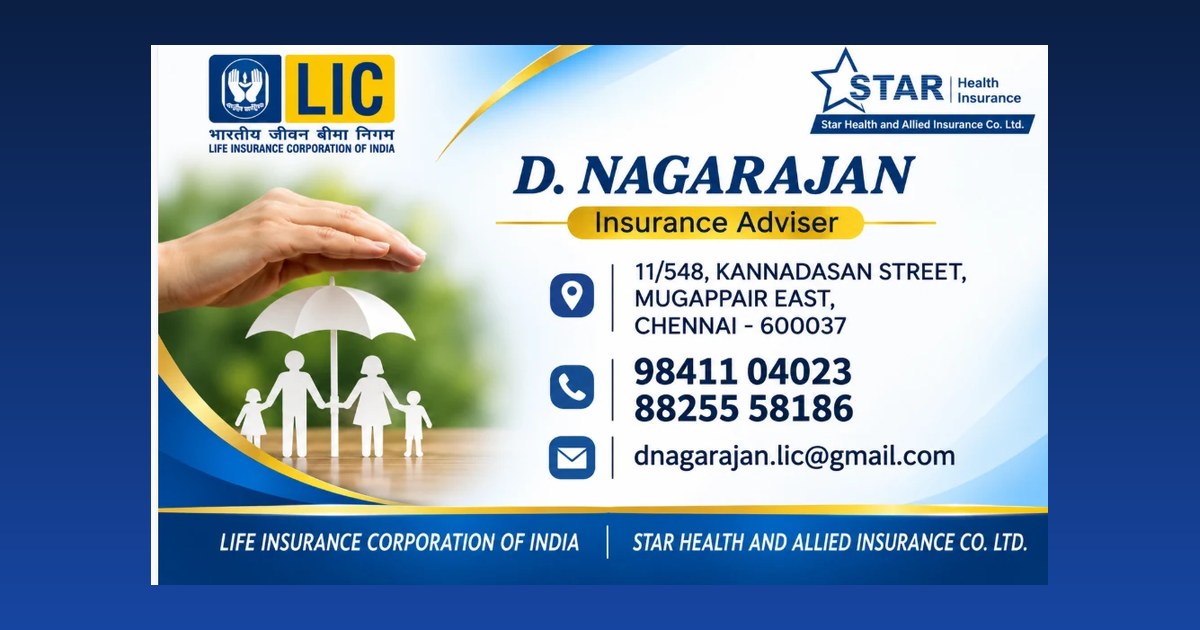 LIC
भारतीय जीवन बीमा निगम
LIFE INSURANCE CORPORATION OF INDIA
STAR Health Insurance
Star Health and Allied Insurance Co. Ltd.
D. NAGARAJAN
Insurance Adviser
11/548, KANNADASAN STREET,
MUGAPPAIR EAST,
CHENNAI - 600037
98411 04023
88255 58186
dnagarajan.lic@gmail.com
LIFE INSURANCE CORPORATION OF INDIA
STAR HEALTH AND ALLIED INSURANCE CO. LTD.